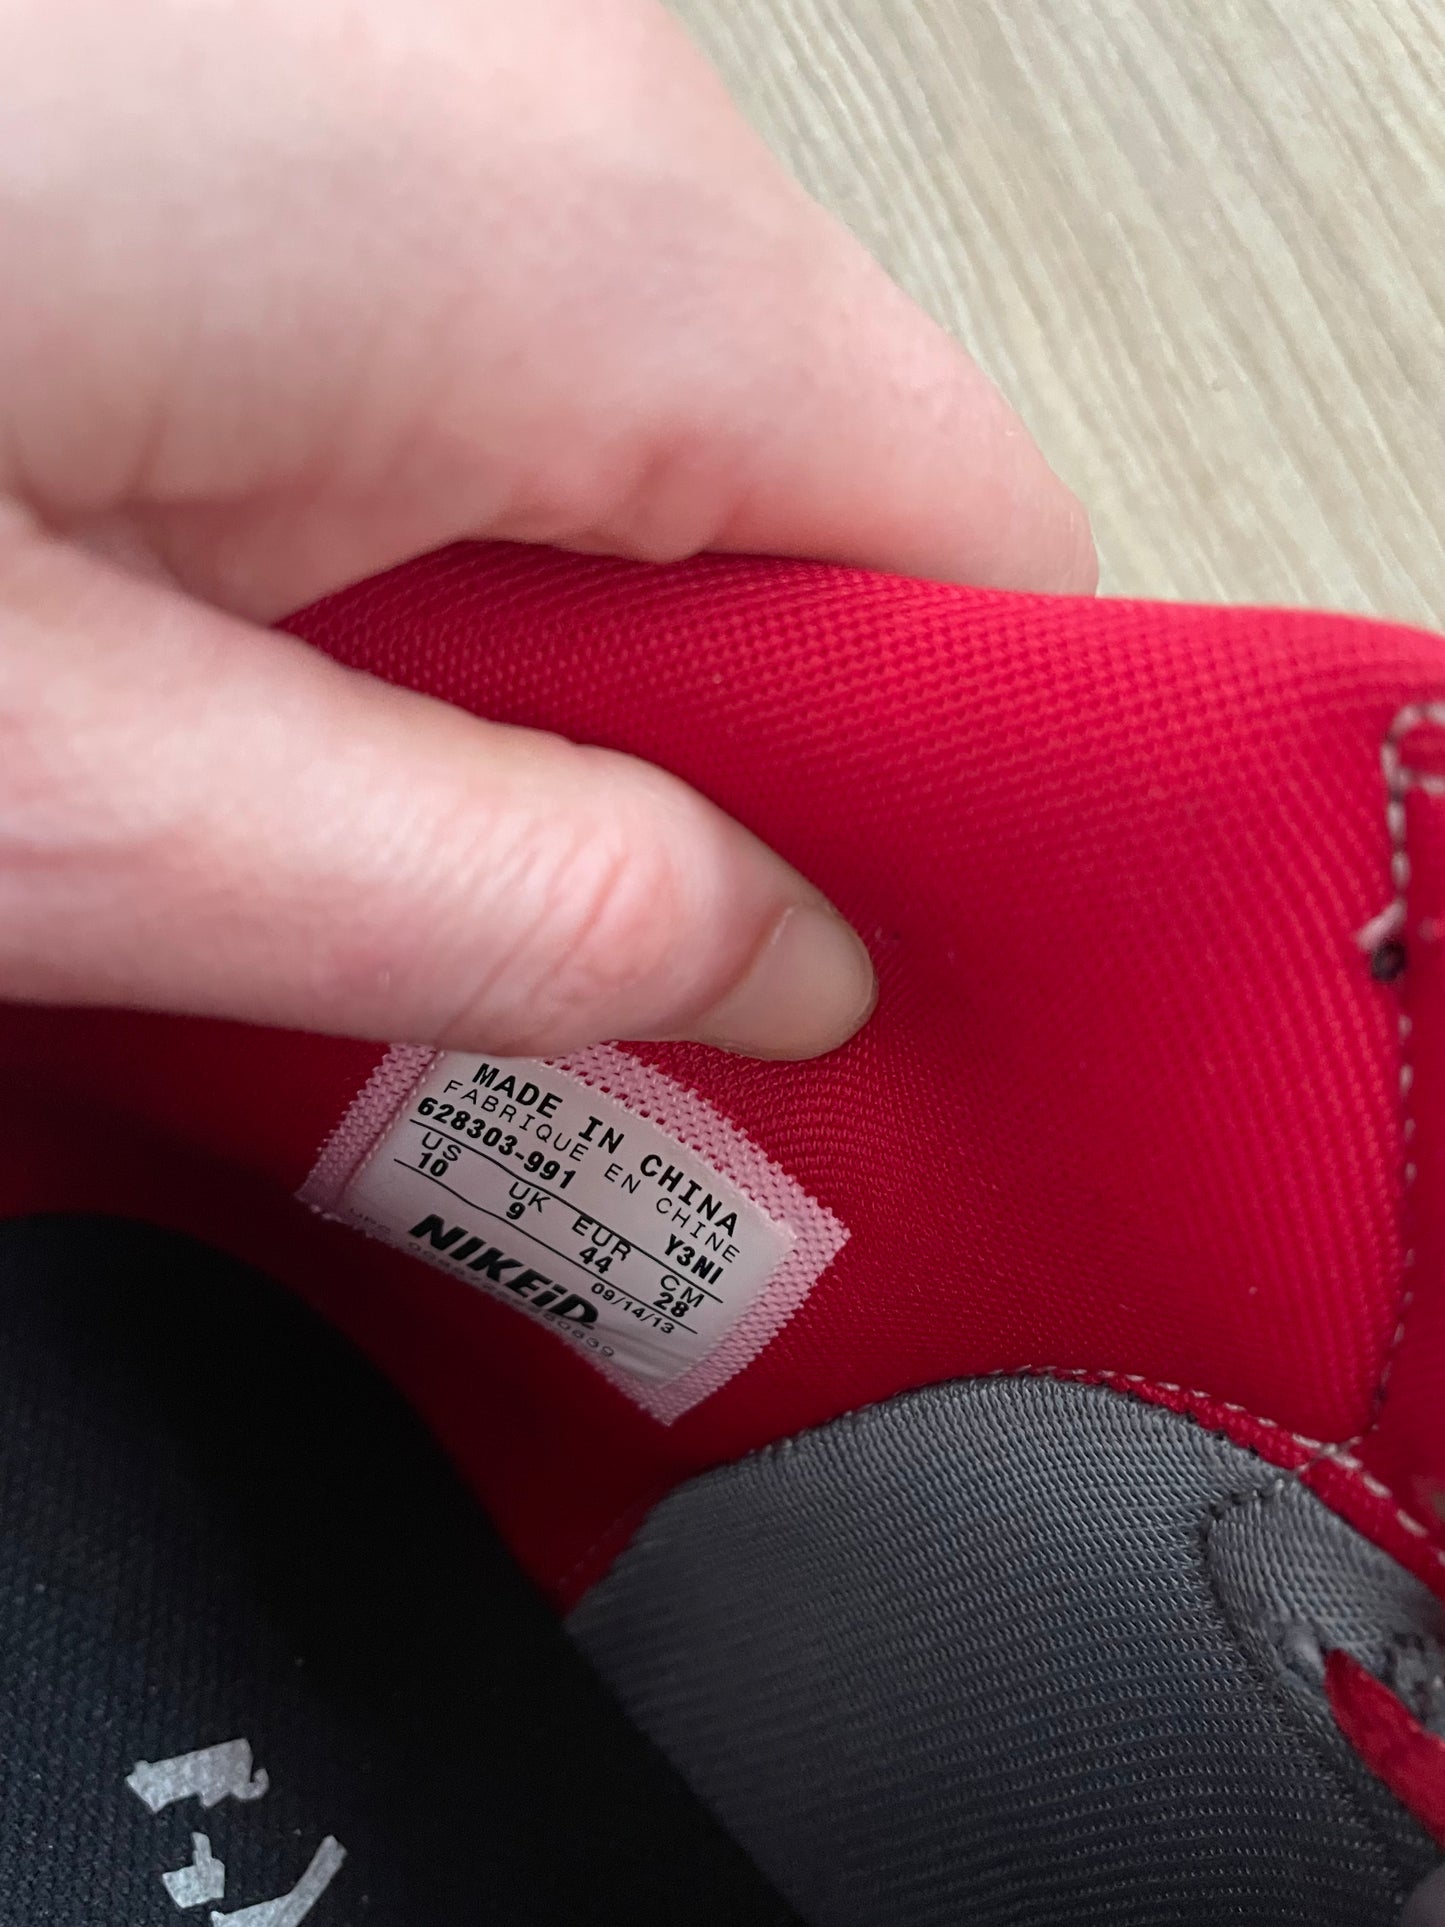 MADE IN CHINA
FABRIQUE EN CHINE
628303-991 Y3NI
US UK EUR CM
10 9 44 28
NIKEiD 09/14/13